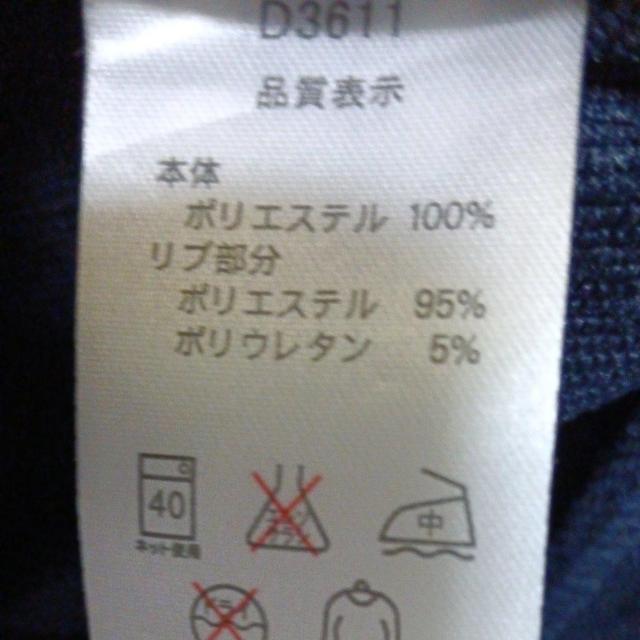 D3611
品質表示
本体
ポリエステル 100%
リブ部分
ポリエステル 95%
ポリウレタン 5%
40
中
ネット使用